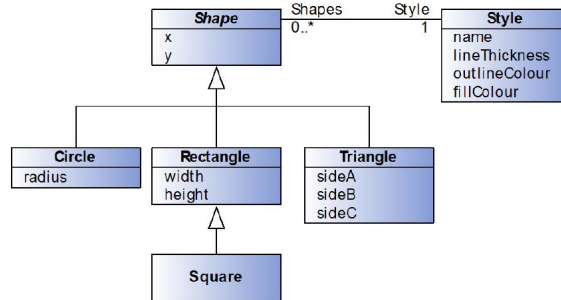 Shape
x
y
Shapes
0..*
Style
1
Style
name
lineThickness
outlineColour
fillColour
Circle
radius
Rectangle
width
height
Triangle
sideA
sideB
sideC
Square